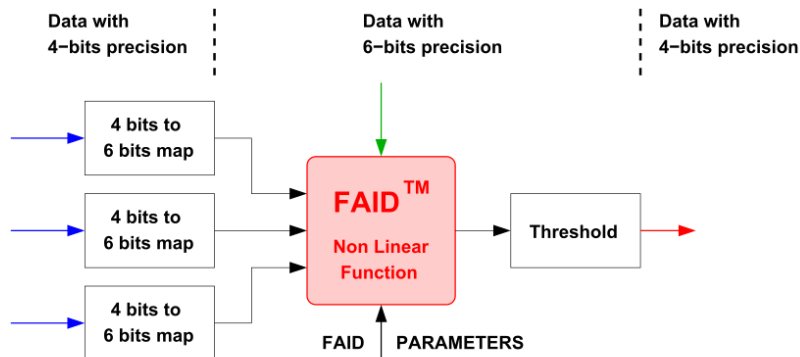 Data with
4−bits precision
Data with
6−bits precision
Data with
4−bits precision
4 bits to
6 bits map
4 bits to
6 bits map
4 bits to
6 bits map
FAID™
Non Linear
Function
Threshold
FAID PARAMETERS